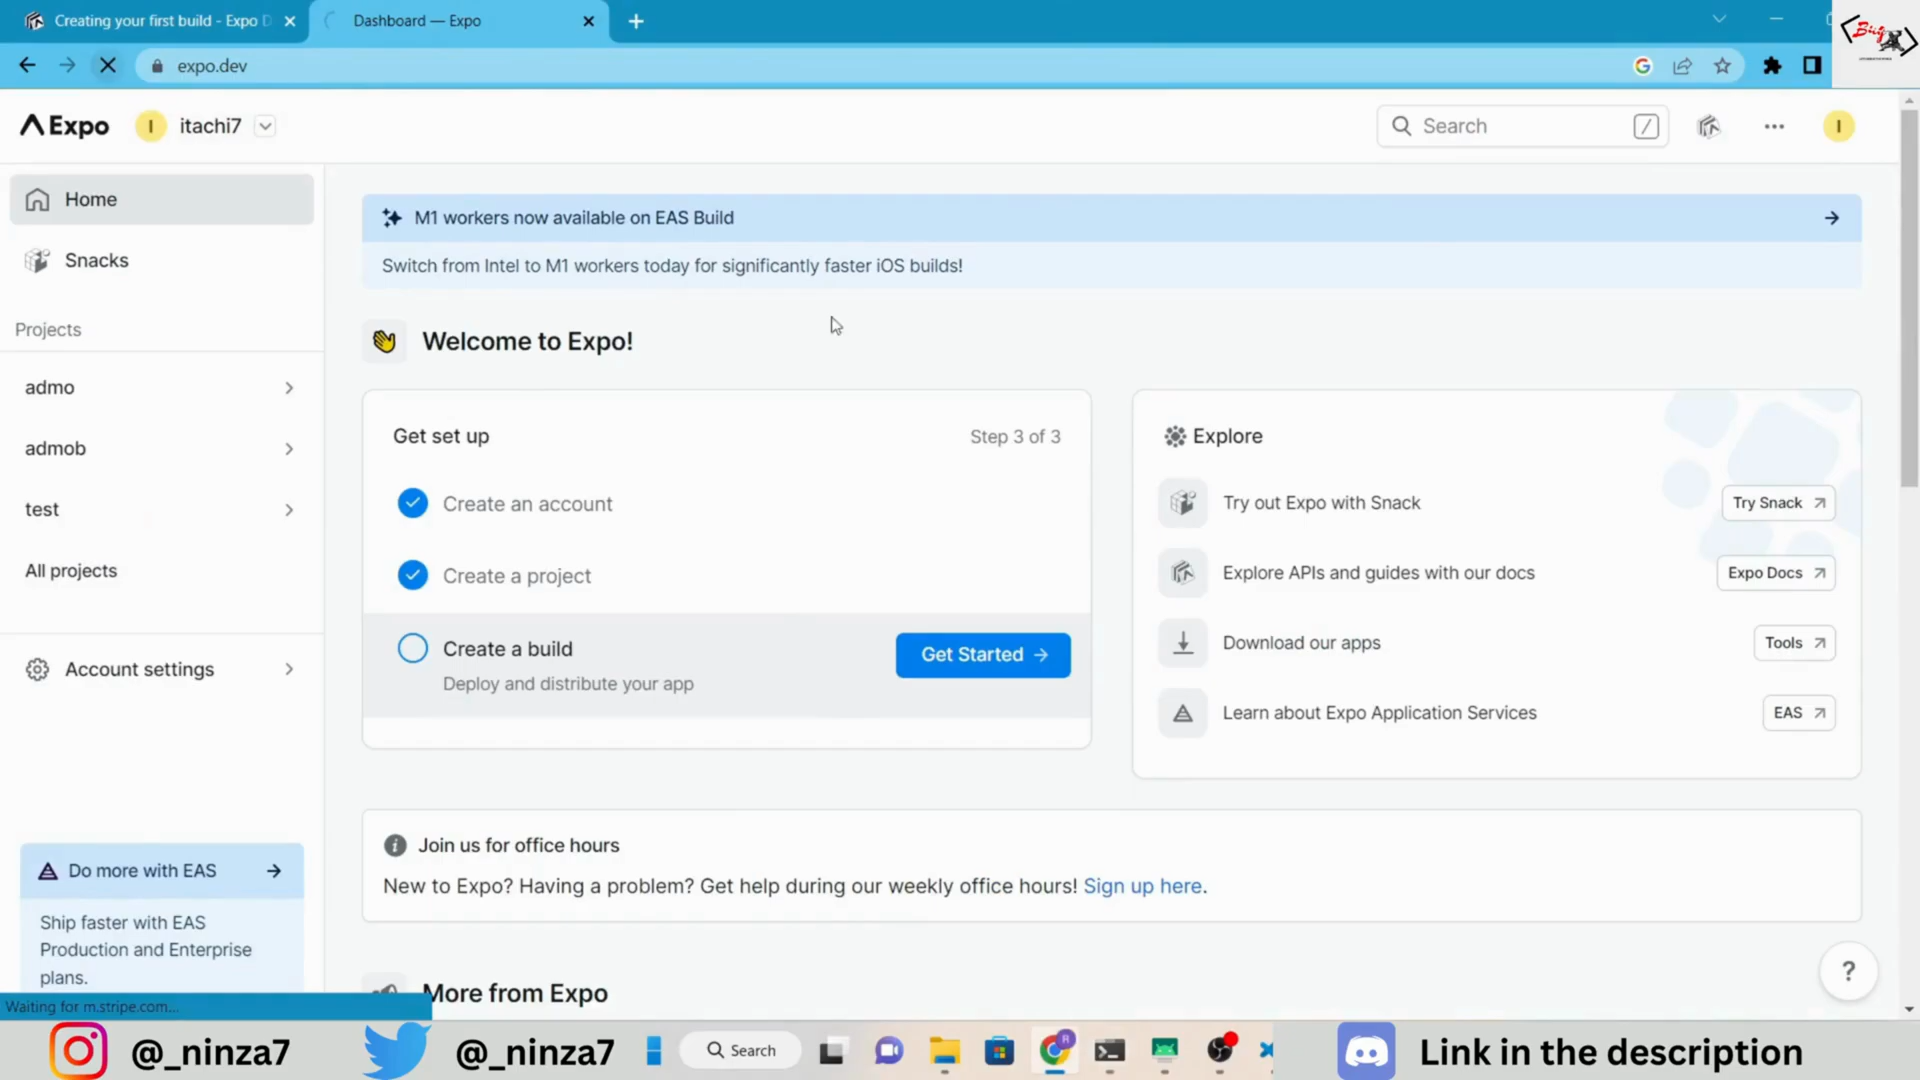 Creating your first build - Expo D
Dashboard — Expo
expo.dev
Expo
I
itachi7
Search
/
I
Home
M1 workers now available on EAS Build
Snacks
Switch from Intel to M1 workers today for significantly faster iOS builds!
Projects
Welcome to Expo!
admo
admob
test
All projects
Account settings
Get set up
Step 3 of 3
Create an account
Create a project
Create a build
Deploy and distribute your app
Get Started
Explore
Try out Expo with Snack
Try Snack
Explore APIs and guides with our docs
Expo Docs
Download our apps
Tools
Learn about Expo Application Services
EAS
Join us for office hours
New to Expo? Having a problem? Get help during our weekly office hours! Sign up here.
Do more with EAS
Ship faster with EAS
Production and Enterprise
plans.
More from Expo
?
Waiting for m.stripe.com...
@_ninza7
@_ninza7
Search
Link in the description